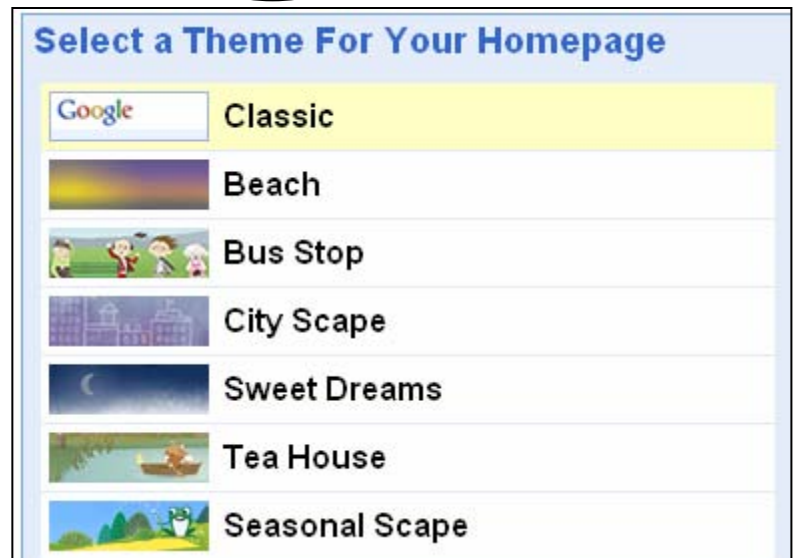 Select a Theme For Your Homepage
Google Classic
Beach
Bus Stop
City Scape
Sweet Dreams
Tea House
Seasonal Scape